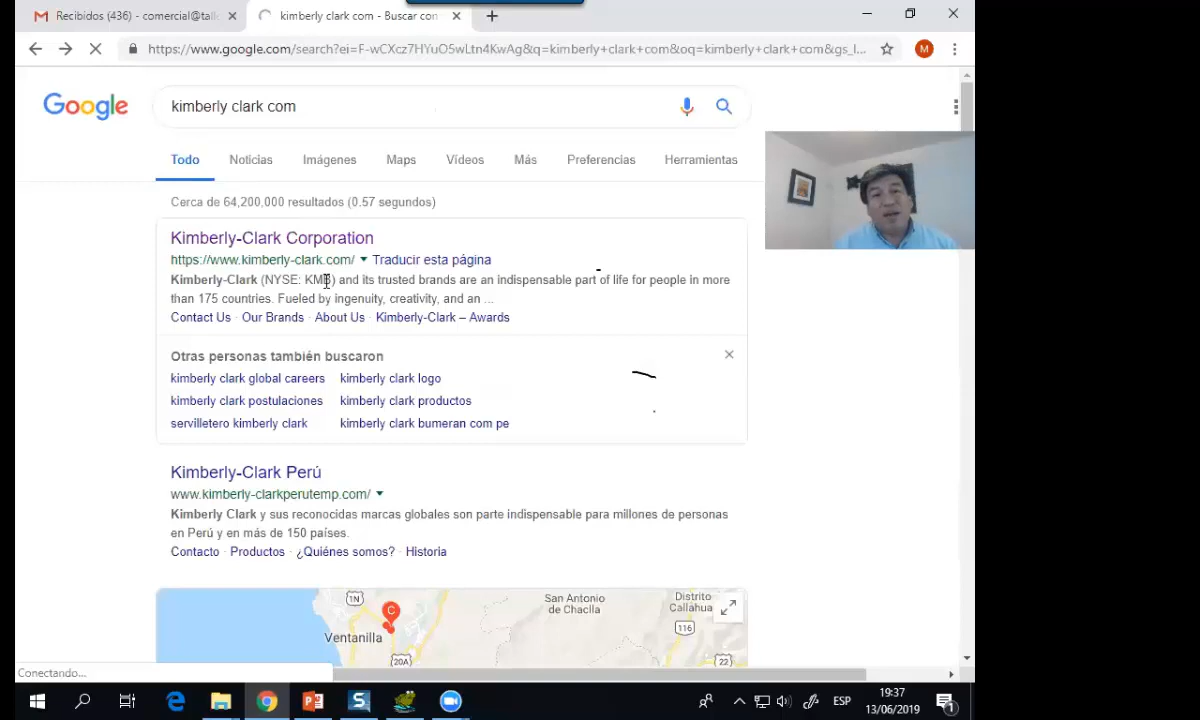 Recibidos (436) - comercial@tall
kimberly clark com - Buscar con
https://www.google.com/search?ei=F-wCXcz7HYuO5wLtn4KwAg&q=kimberly+clark+com&oq=kimberly+clark+com&gs_l...
M
Google
kimberly clark com
Todo Noticias Imágenes Maps Vídeos Más Preferencias Herramientas
Cerca de 64,200,000 resultados (0.57 segundos)
Kimberly-Clark Corporation
https://www.kimberly-clark.com/ Traducir esta página
Kimberly-Clark (NYSE: KMB) and its trusted brands are an indispensable part of life for people in more
than 175 countries. Fueled by ingenuity, creativity, and an ...
Contact Us · Our Brands · About Us · Kimberly-Clark – Awards
Otras personas también buscaron
kimberly clark global careers kimberly clark logo
kimberly clark postulaciones kimberly clark productos
servilletero kimberly clark kimberly clark bumeran com pe
Kimberly-Clark Perú
www.kimberly-clarkperutemp.com/
Kimberly Clark y sus reconocidas marcas globales son parte indispensable para millones de personas
en Perú y en más de 150 países.
Contacto · Productos · ¿Quiénes somos? · Historia
1N
C
San Antonio
de Chaclla
Distrito
Callahua
116
Ventanilla
20A
22
Conectando...
ESP
19:37
13/06/2019
1